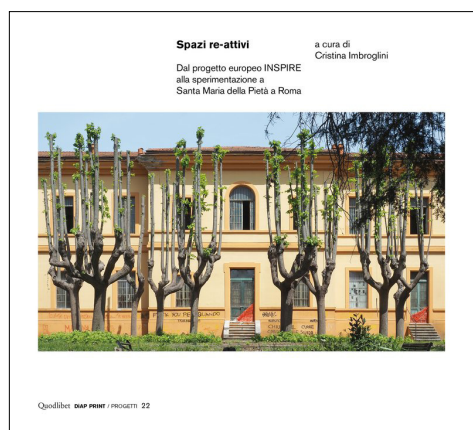 Spazi re-attivi
Dal progetto europeo INSPIRE
alla sperimentazione a
Santa Maria della Pietà a Roma
a cura di
Cristina Imbroglini
Quodlibet DiAP PRINT / PROGETTI 22